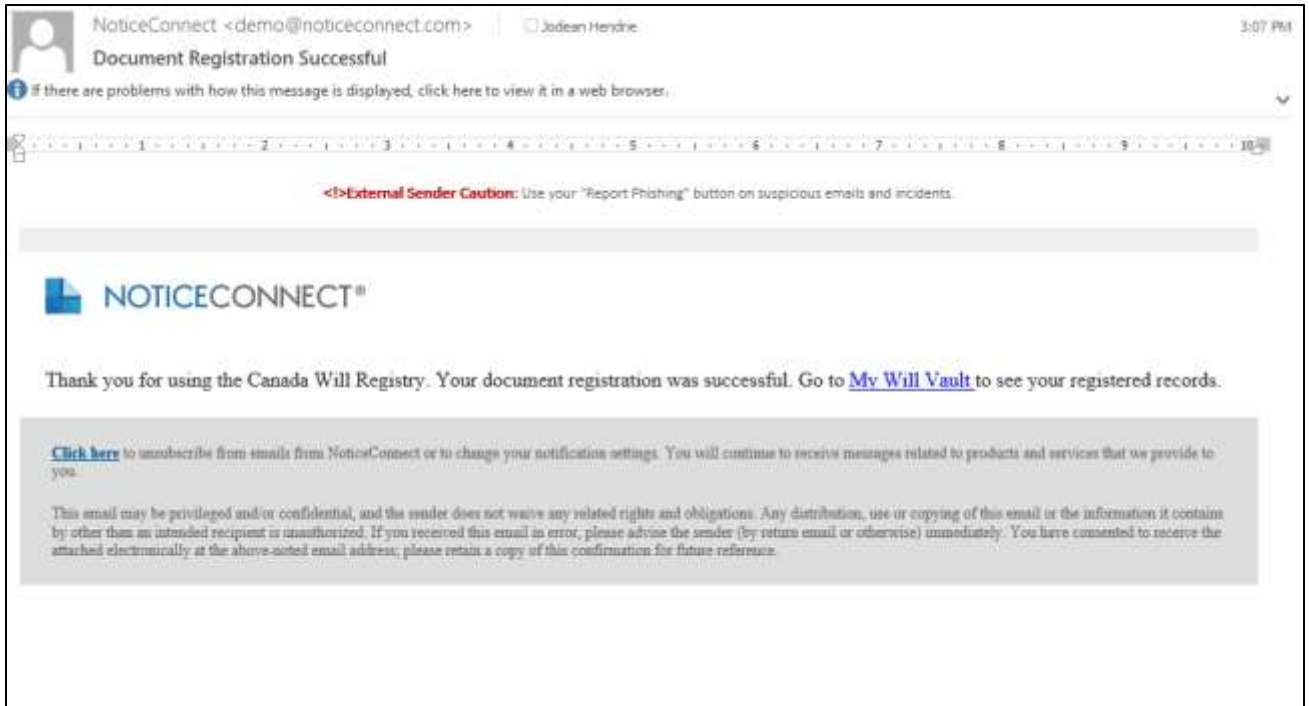 NoticeConnect <demo@noticeconnect.com> Jodean Hendrie 3:07 PM
Document Registration Successful
If there are problems with how this message is displayed, click here to view it in a web browser.
1 2 3 4 5 6 7 8 9 10
<!>External Sender Caution: Use your "Report Phishing" button on suspicious emails and incidents.
NOTICECONNECT®
Thank you for using the Canada Will Registry. Your document registration was successful. Go to My Will Vault to see your registered records.
Click here to unsubscribe from emails from NoticeConnect or to change your notification settings. You will continue to receive messages related to products and services that we provide to
you.
This email may be privileged and/or confidential, and the sender does not waive any related rights and obligations. Any distribution, use or copying of this email or the information it contains
by other than an intended recipient is unauthorized. If you received this email in error, please advise the sender (by return email or otherwise) immediately. You have consented to receive the
attached electronically at the above-noted email address; please retain a copy of this confirmation for future reference.